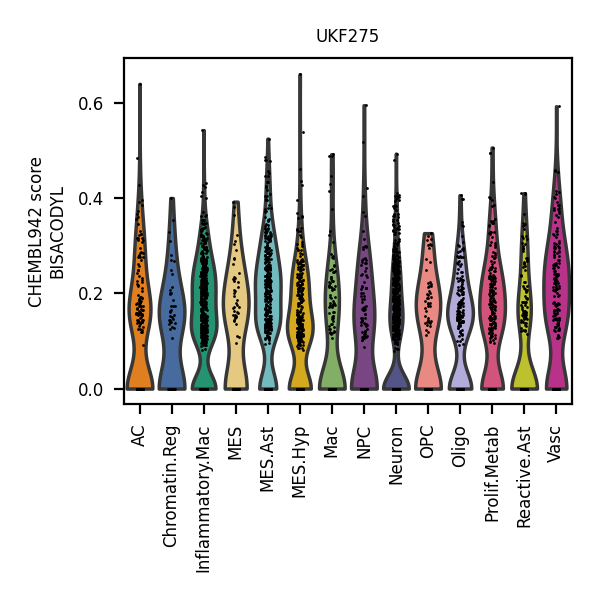 UKF275
CHEMBL942 score
BISACODYL
0.6
0.4
0.2
0.0
AC
Chromatin.Reg
Inflammatory.Mac
MES
MES.Ast
MES.Hyp
Mac
NPC
Neuron
OPC
Oligo
Prolif.Metab
Reactive.Ast
Vasc